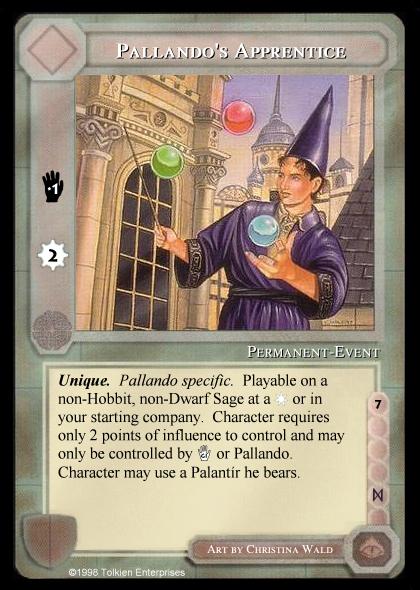 PALLANDO'S APPRENTICE
1
2
PERMANENT-EVENT
Unique. Pallando specific. Playable on a
non-Hobbit, non-Dwarf Sage at a or in
your starting company. Character requires
only 2 points of influence to control and may
only be controlled by or Pallando.
Character may use a Palantír he bears.
7
ART BY CHRISTINA WALD
©1998 Tolkien Enterprises